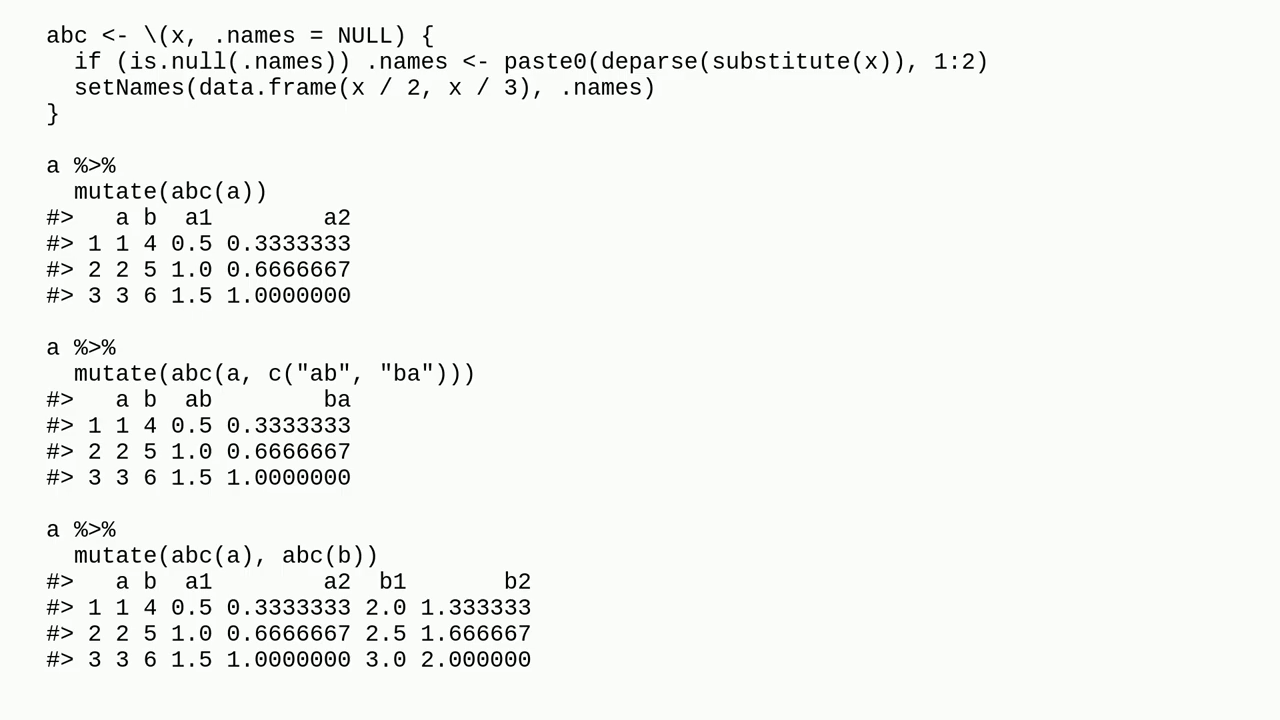 abc <- \(x, .names = NULL) {
  if (is.null(.names)) .names <- paste0(deparse(substitute(x)), 1:2)
  setNames(data.frame(x / 2, x / 3), .names)
}

a %>%
  mutate(abc(a))
#>   a b  a1        a2
#> 1 1 4 0.5 0.3333333
#> 2 2 5 1.0 0.6666667
#> 3 3 6 1.5 1.0000000

a %>%
  mutate(abc(a, c("ab", "ba")))
#>   a b  ab        ba
#> 1 1 4 0.5 0.3333333
#> 2 2 5 1.0 0.6666667
#> 3 3 6 1.5 1.0000000

a %>%
  mutate(abc(a), abc(b))
#>   a b  a1        a2  b1       b2
#> 1 1 4 0.5 0.3333333 2.0 1.333333
#> 2 2 5 1.0 0.6666667 2.5 1.666667
#> 3 3 6 1.5 1.0000000 3.0 2.000000